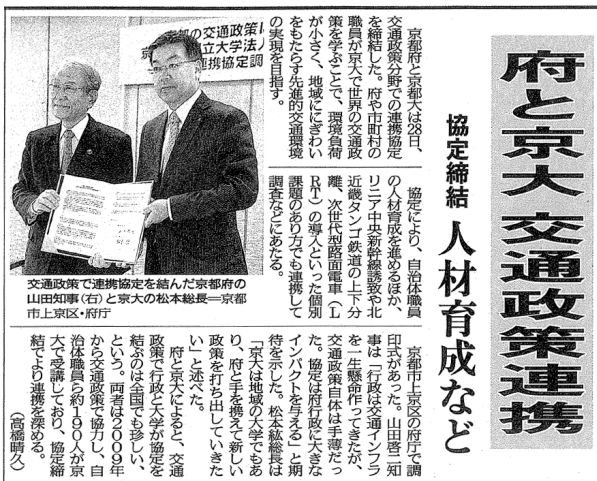 府と京大 交通政策連携
協定締結 人材育成など
京都府と京都大は28日、
交通政策分野での連携協定
を締結した。府や市町村の
職員が京大で世界の交通政
策を学ぶことで、環境負荷
が小さく、地域ににぎわい
をもたらす先進的交通環境
の実現を目指す。
都の交通政策に
立大学法人
連携協定調
交通政策で連携協定を結んだ京都府の
山田知事(右)と京大の松本総長＝京都
市上京区・府庁
協定により、自治体職員
の人材育成を進めるほか、
リニア中央新幹線誘致や北
近畿タンゴ鉄道の上下分
離、次世代型路面電車（L
RT）の導入といった個別
課題のあり方でも連携して
調査などにあたる。
京都市上京区の府庁で調
印式があった。山田啓二知
事は「行政は交通インフラ
を一生懸命作ってきたが、
交通政策自体は手薄だっ
た。協定は府行政に大きな
インパクトを与える」と期
待を示した。松本紘総長は
「京大は地域の大学でもあ
り、府と手を携えて新しい
政策を打ち出していきた
い」と述べた。
府と京大によると、交通
政策で行政と大学が協定を
結ぶのは全国でも珍しい
という。両者は2009年
から交通政策で協力し、自
治体職員ら約190人が京
大で受講しており、協定締
結でより連携を深める。
（高橋晴久）